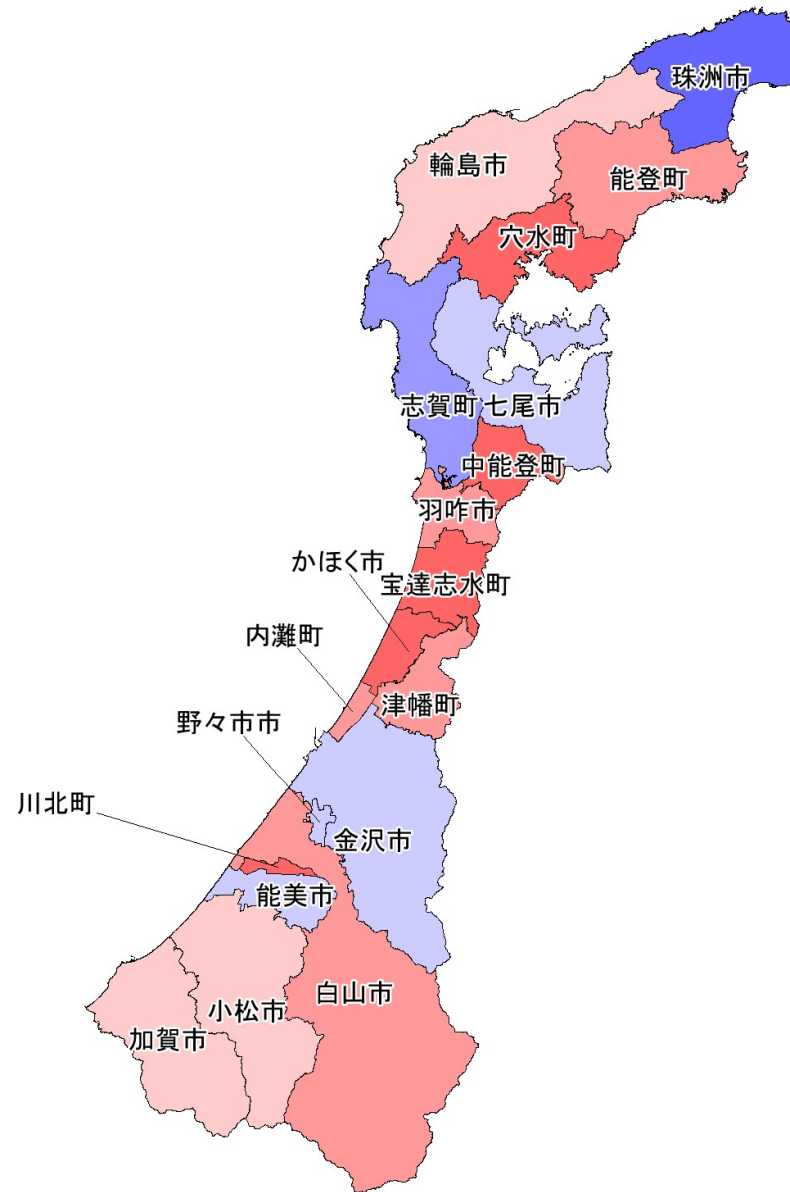 珠洲市
輪島市
能登町
穴水町
志賀町
七尾市
中能登町
羽咋市
かほく市
宝達志水町
内灘町
津幡町
野々市市
川北町
金沢市
能美市
白山市
小松市
加賀市